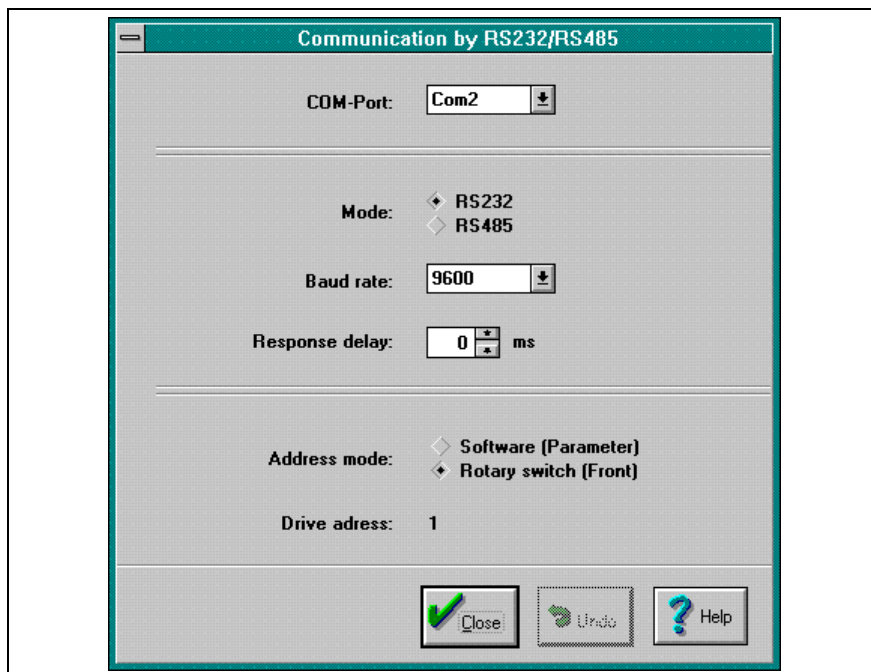 Communication by RS232/RS485
COM-Port: Com2
Mode: RS232
RS485
Baud rate: 9600
Response delay: 0 ms
Address mode: Software (Parameter)
Rotary switch (Front)
Drive adress: 1
Close Undo Help